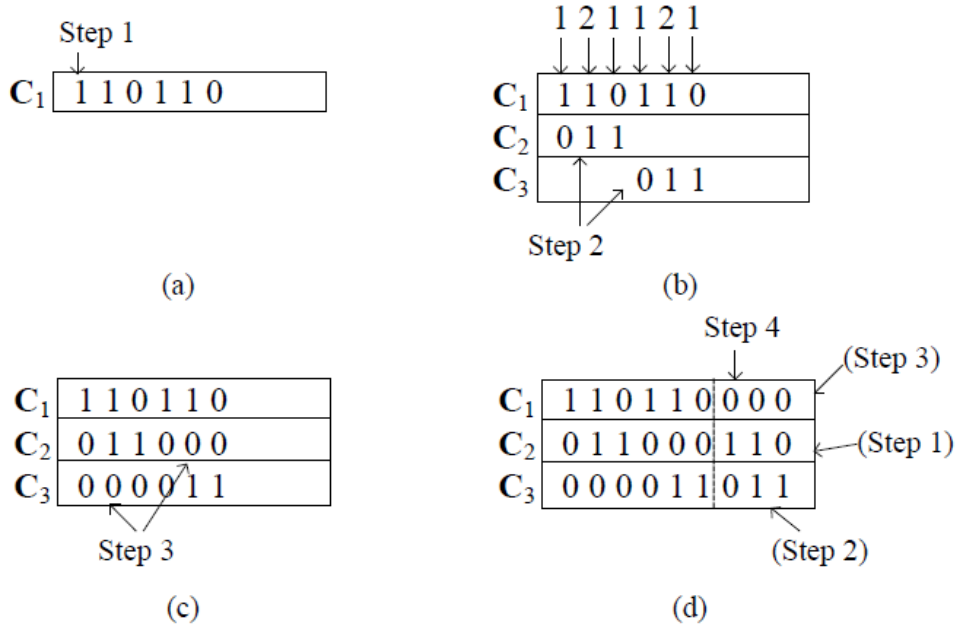 Step 1
C1 1 1 0 1 1 0
(a)
1 2 1 1 2 1
C1 1 1 0 1 1 0
C2 0 1 1
C3 0 1 1
Step 2
(b)
C1 1 1 0 1 1 0
C2 0 1 1 0 0 0
C3 0 0 0 0 1 1
Step 3
(c)
Step 4
(Step 3)
C1 1 1 0 1 1 0 0 0 0
C2 0 1 1 0 0 0 1 1 0
(Step 1)
C3 0 0 0 0 1 1 0 1 1
(Step 2)
(d)